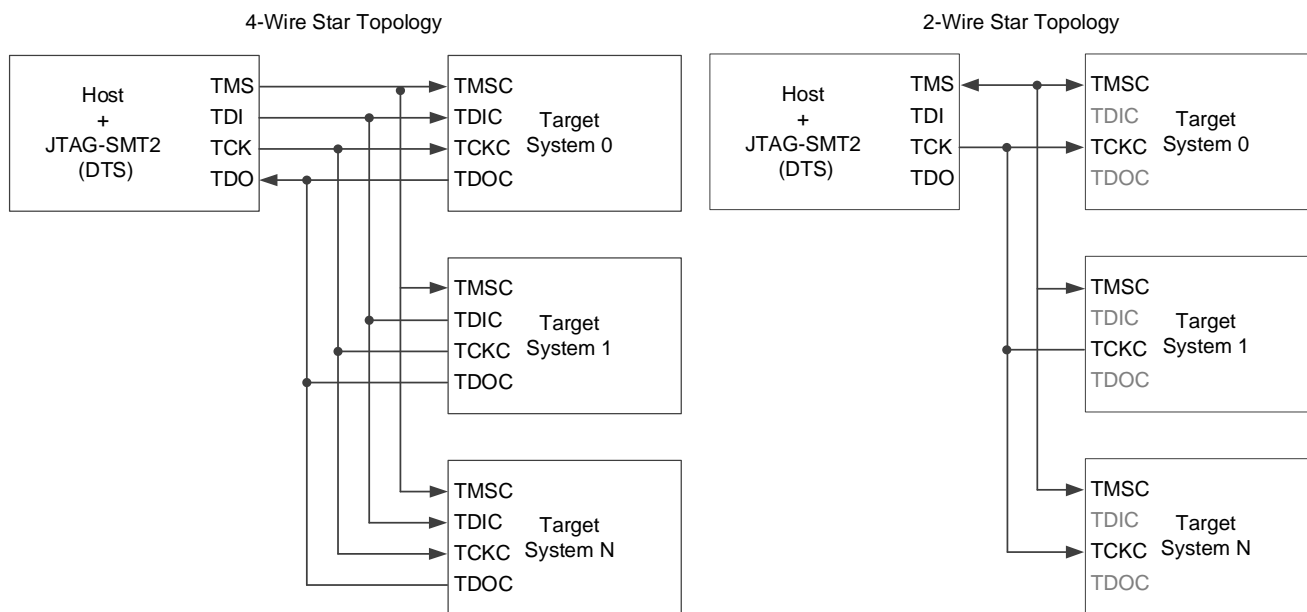 4-Wire Star Topology
Host
+
JTAG-SMT2
(DTS)
TMS
TDI
TCK
TDO
TMSC
TDIC
TCKC
TDOC
Target
System 0
TMSC
TDIC
TCKC
TDOC
Target
System 1
TMSC
TDIC
TCKC
TDOC
Target
System N
2-Wire Star Topology
Host
+
JTAG-SMT2
(DTS)
TMS
TDI
TCK
TDO
TMSC
TDIC
TCKC
TDOC
Target
System 0
TMSC
TDIC
TCKC
TDOC
Target
System 1
TMSC
TDIC
TCKC
TDOC
Target
System N